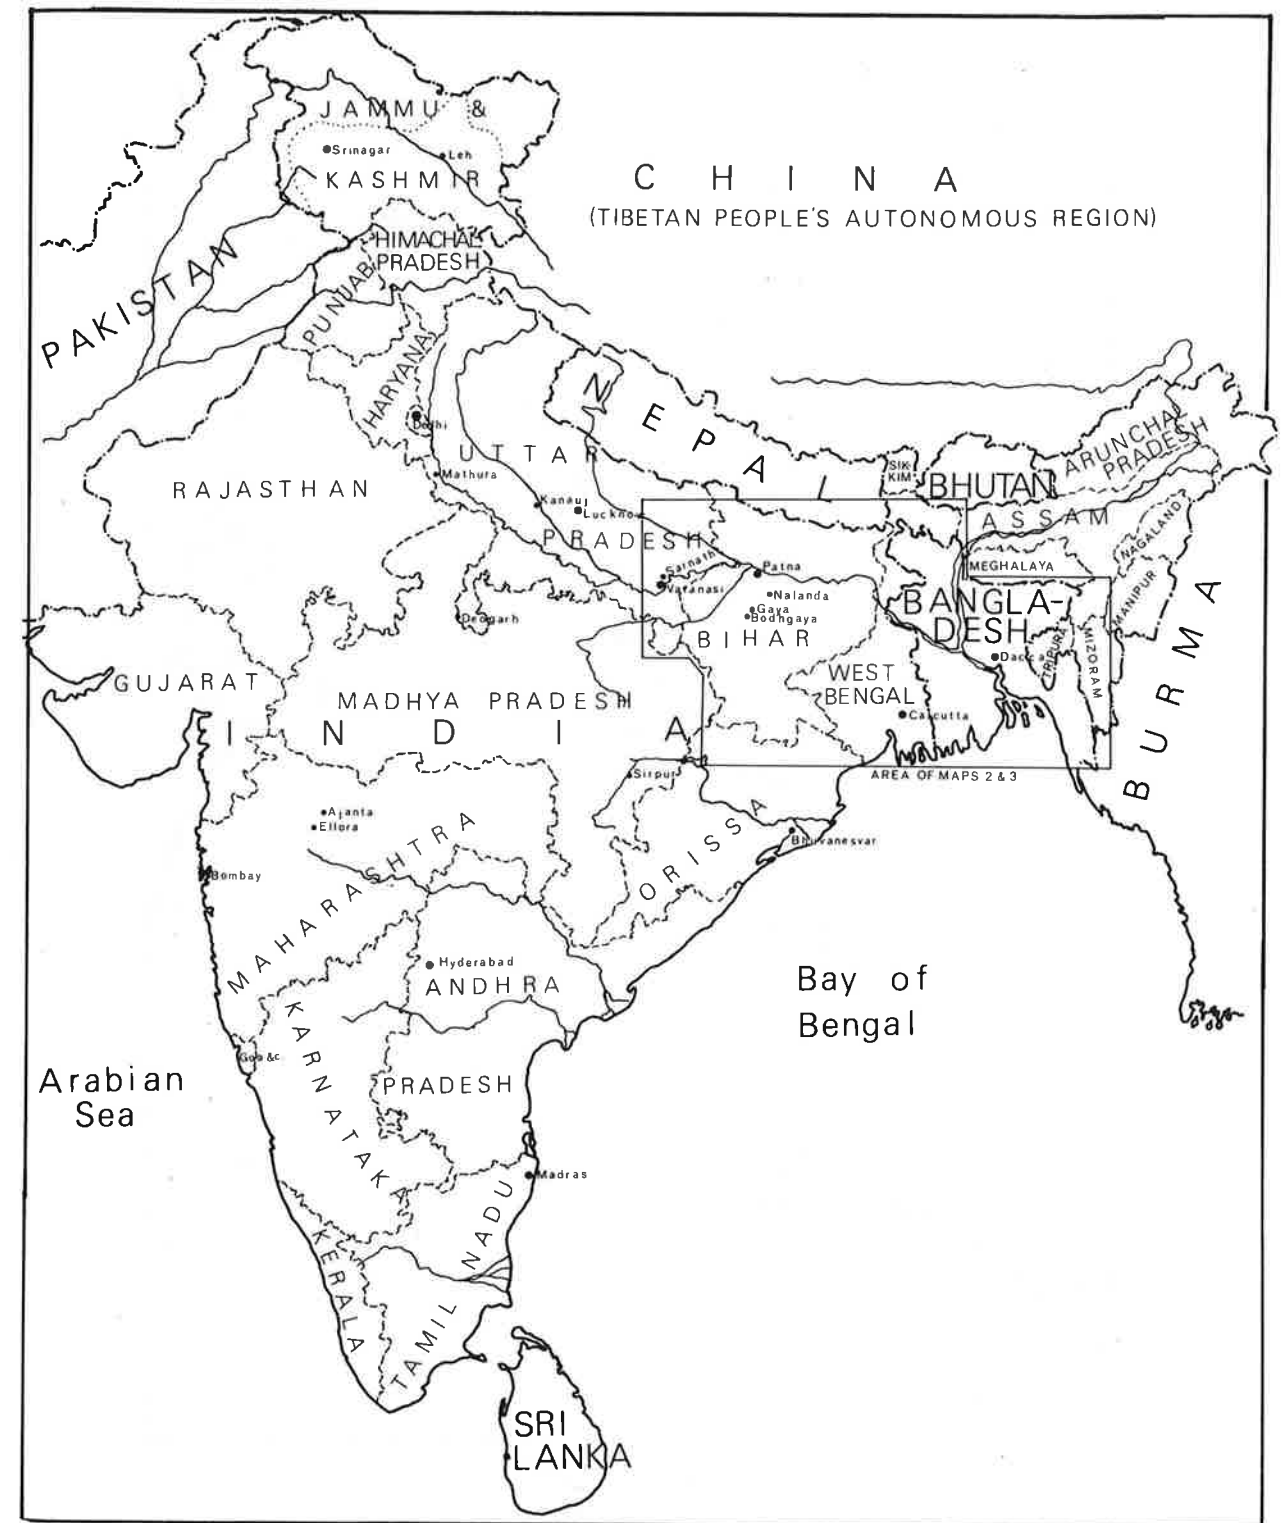 JAMMU &
Srinagar
Leh
KASHMIR
CHINA
(TIBETAN PEOPLE'S AUTONOMOUS REGION)
PAKISTAN
HIMACHAL
PRADESH
PUNJAB
HARYANA
Delhi
NEPAL
UTTAR
PRADESH
Mathura
Kanauj
Lucknow
RAJASTHAN
SIK-
KIM
BHUTAN
ARUNCHAL
PRADESH
ASSAM
NAGALAND
MEGHALAYA
MANIPUR
Sarnath
Varanasi
Patna
Nalanda
Gaya
Bodhgaya
BIHAR
BANGLA-
DESH
Dacca
TRIPURA
MIZORAM
BURMA
Deogarh
GUJARAT
MADHYA PRADESH
WEST
BENGAL
Calcutta
INDIA
AREA OF MAPS 2 & 3
Sirpur
Ajanta
Ellora
ORISSA
Bhuvanesvar
Bombay
MAHARASHTRA
Hyderabad
ANDHRA
PRADESH
Bay of
Bengal
KARNATAKA
Goa &c.
Arabian
Sea
Madras
KERALA
TAMIL NADU
SRI
LANKA